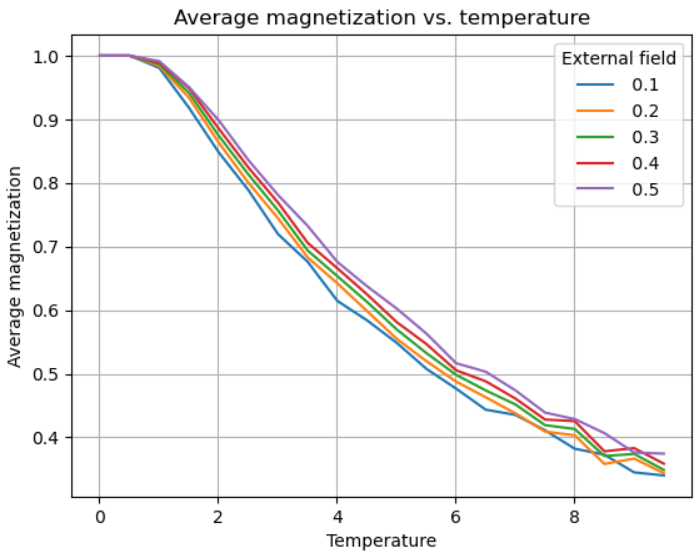 Average magnetization vs. temperature
Average magnetization
1.0
0.9
0.8
0.7
0.6
0.5
0.4
External field
0.1
0.2
0.3
0.4
0.5
0 2 4 6 8
Temperature